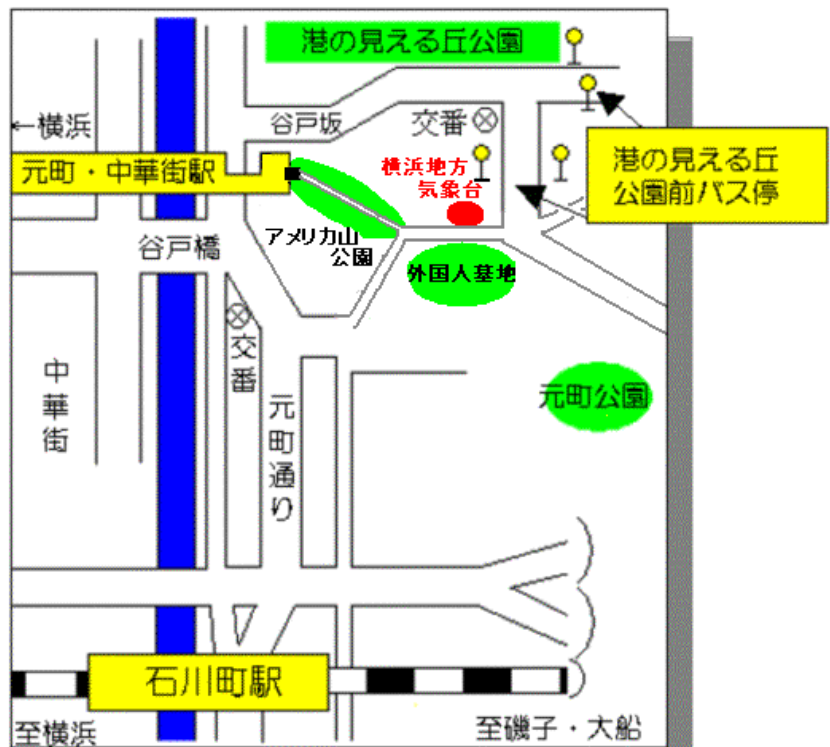 港の見える丘公園
←横浜
谷戸坂
交番
元町・中華街駅
横浜地方
気象台
港の見える丘
公園前バス停
アメリカ山
公園
谷戸橋
外国人墓地
交番
中華街
元町通り
元町公園
石川町駅
至横浜
至磯子・大船